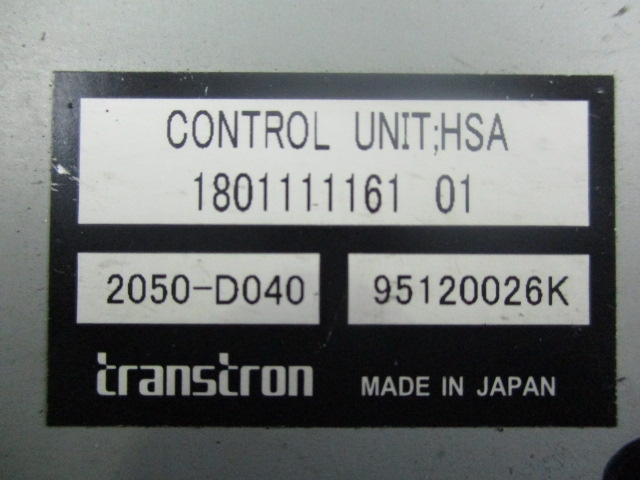 CONTROL UNIT;HSA
1801111161 01
2050-D040 95120026K
transtron MADE IN JAPAN